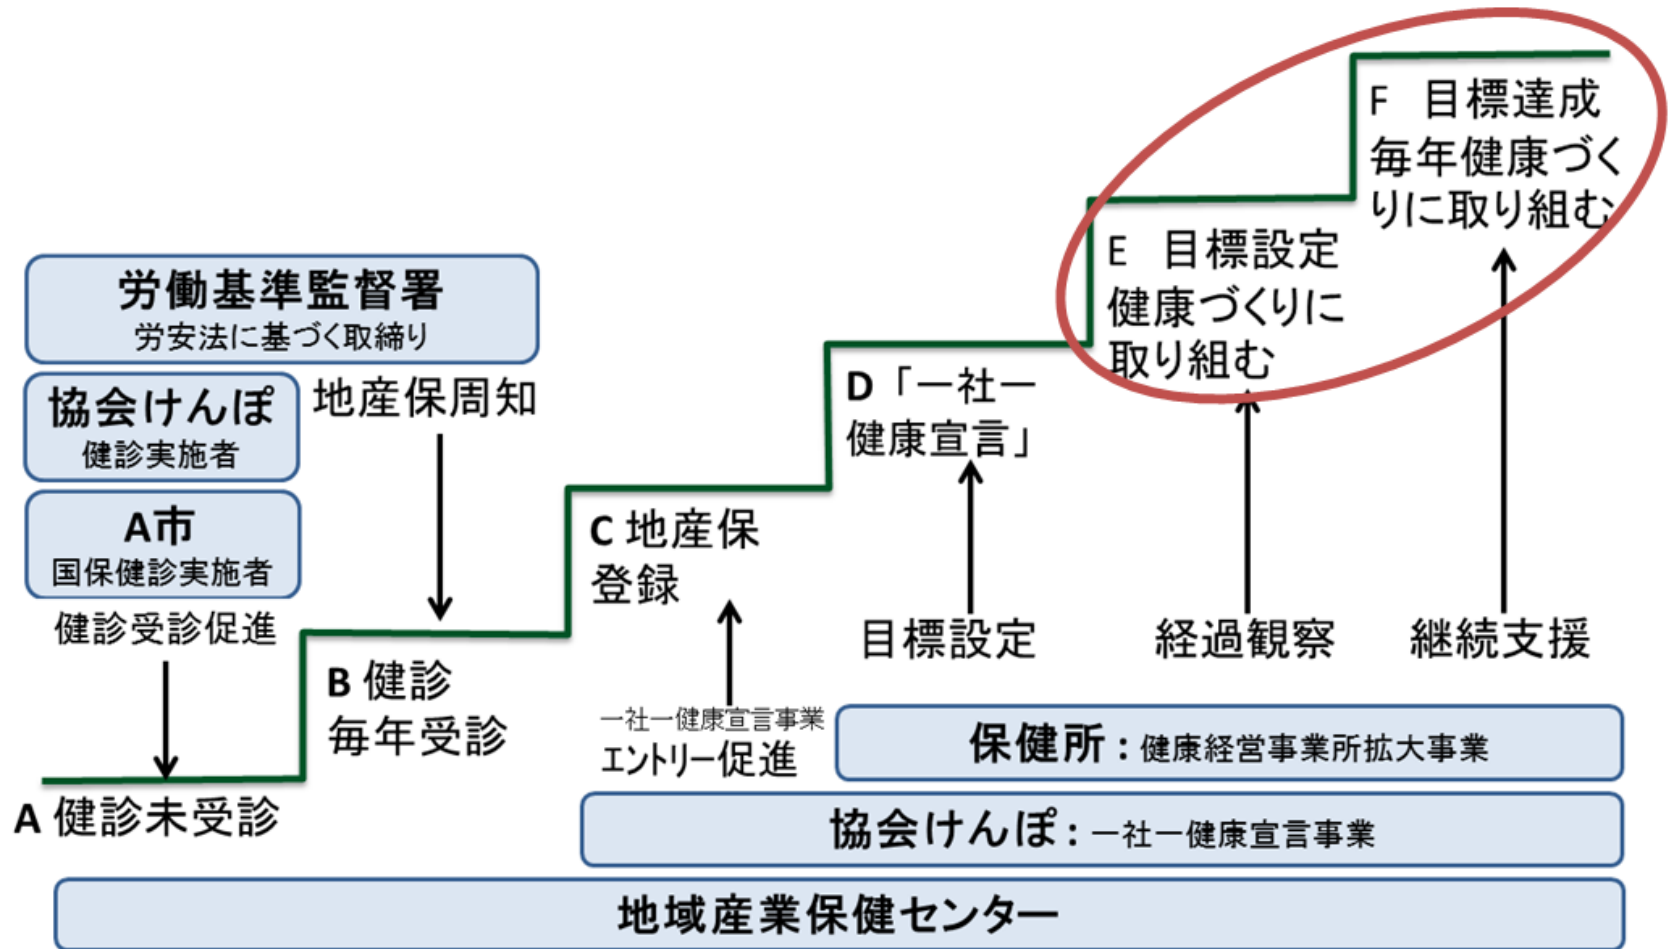 F 目標達成
毎年健康づく
りに取り組む
E 目標設定
健康づくりに
取り組む
労働基準監督署
労安法に基づく取締り
協会けんぽ
健診実施者
地産保周知
D「一社一
健康宣言」
A市
国保健診実施者
健診受診促進
C 地産保
登録
目標設定
経過観察
継続支援
B 健診
毎年受診
一社一健康宣言事業
エントリー促進
保健所：健康経営事業所拡大事業
A 健診未受診
協会けんぽ：一社一健康宣言事業
地域産業保健センター